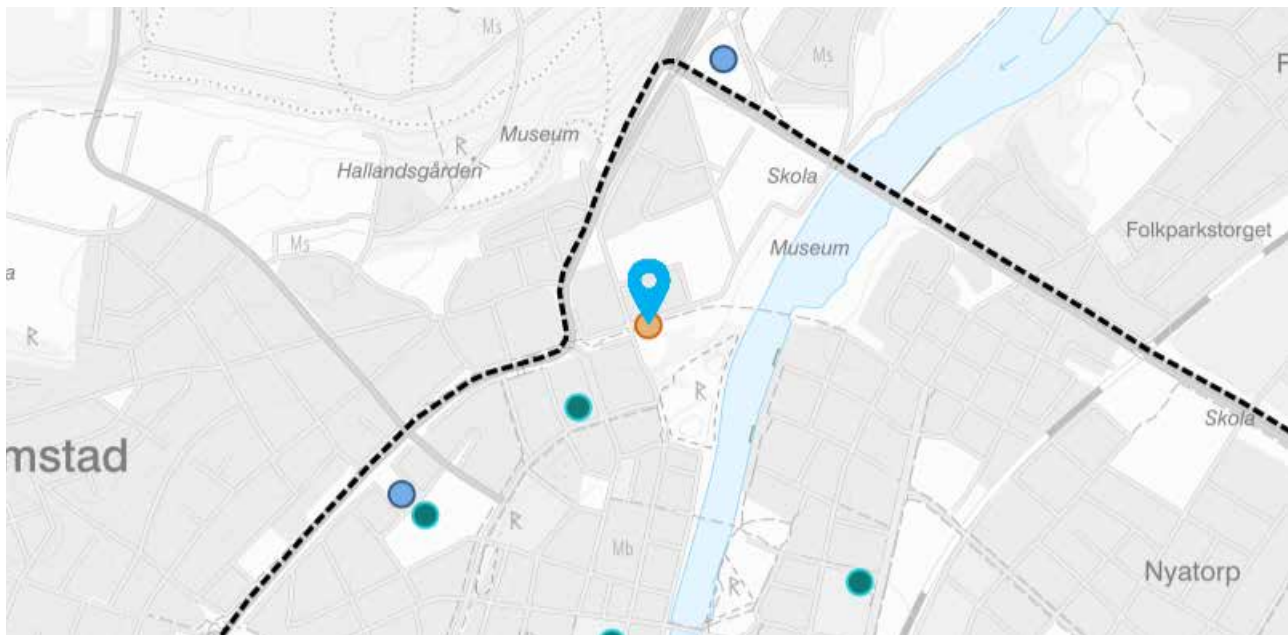 Ms
Ms
F
Museum
R
Hallandsgården
Skola
Folkparkstorget
Ms
Museum
a
R
R
Skola
mstad
R
Mb
Nyatorp
R